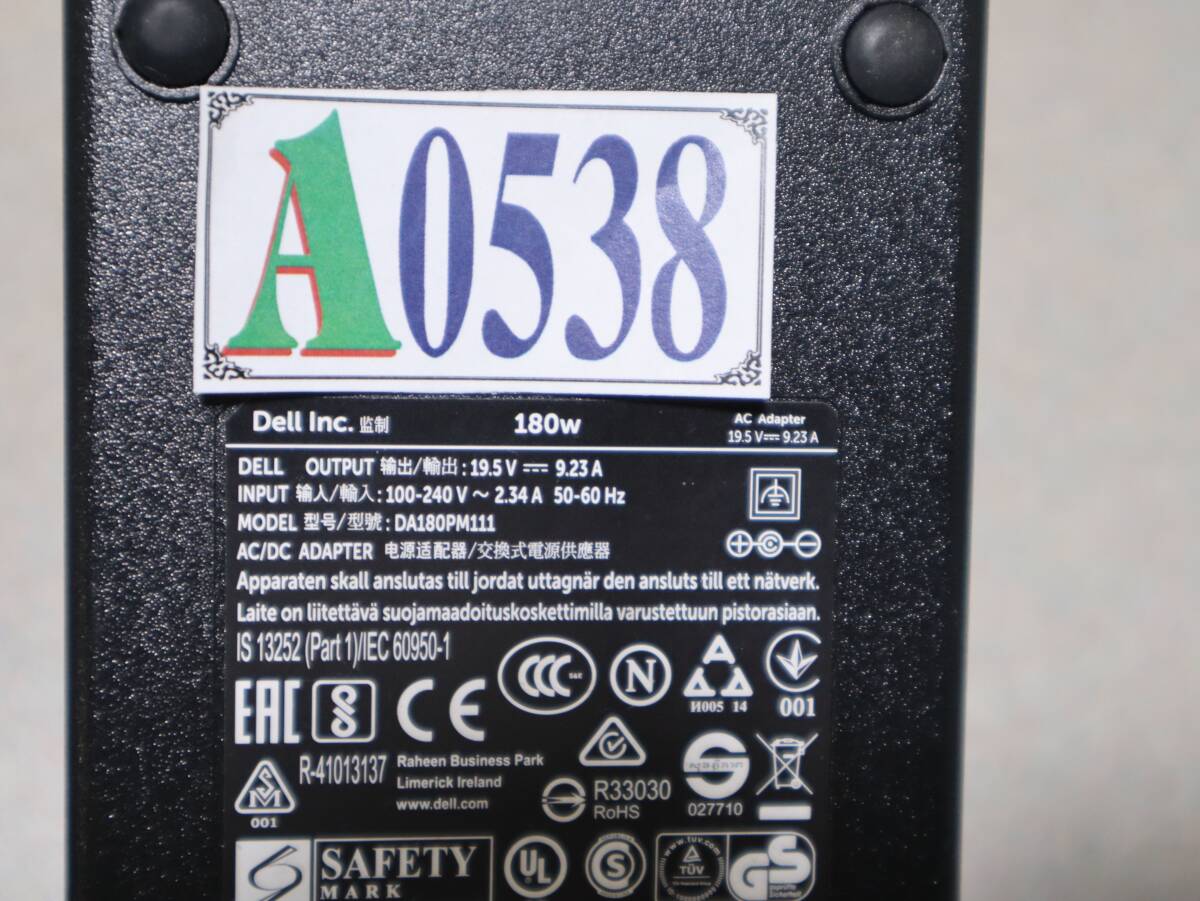 A0538
Dell Inc. 监制 180w AC Adapter
19.5 V⎓ 9.23 A
DELL OUTPUT 输出/輸出 : 19.5 V ⎓ 9.23 A
INPUT 输入/輸入 : 100-240 V ~ 2.34 A 50-60 Hz
MODEL 型号/型號 : DA180PM111
AC/DC ADAPTER 电源适配器/交換式電源供應器
Apparaten skall anslutas till jordat uttagnär den ansluts till ett nätverk.
Laite on liitettävä suojamaadoituskoskettimilla varustettuun pistorasiaan.
IS 13252 (Part 1)/IEC 60950-1
CCC S&E
N
И005 14
001
EAC
CE
R-41013137
Raheen Business Park
Limerick Ireland
www.dell.com
001
R33030
RoHS
027710
SAFETY
MARK
UL
S
www.tuv.com
TÜV
GS
geprüfte
Sicherheit